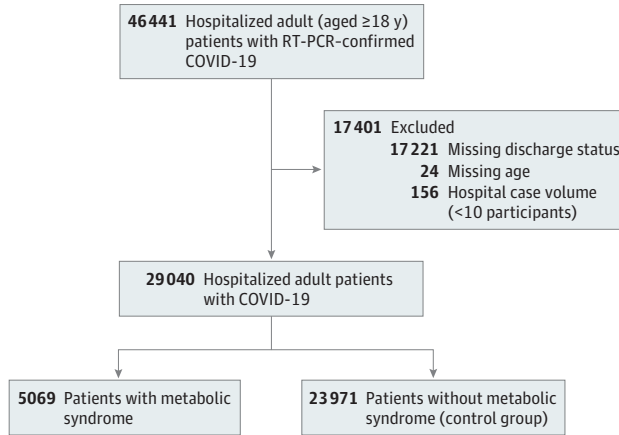 46441 Hospitalized adult (aged ≥18 y)
patients with RT-PCR-confirmed
COVID-19
17401 Excluded
17221 Missing discharge status
24 Missing age
156 Hospital case volume
(<10 participants)
29040 Hospitalized adult patients
with COVID-19
5069 Patients with metabolic
syndrome
23971 Patients without metabolic
syndrome (control group)